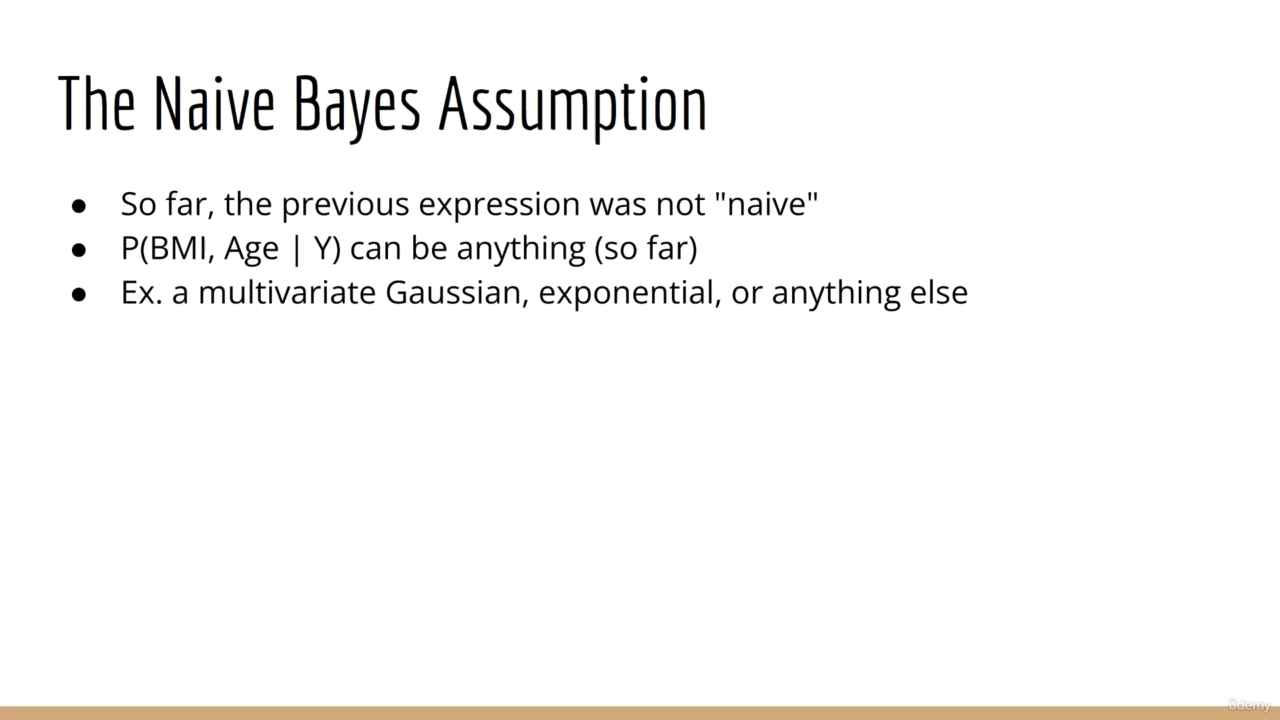 The Naive Bayes Assumption
● So far, the previous expression was not "naive"
● P(BMI, Age | Y) can be anything (so far)
● Ex. a multivariate Gaussian, exponential, or anything else
ûdemy